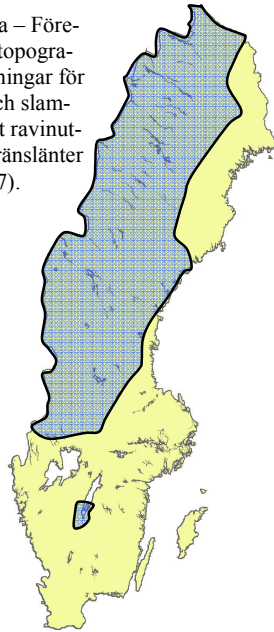 a – Före-
topogra-
ningar för
ch slam-
t ravinut-
ränslänter
7).